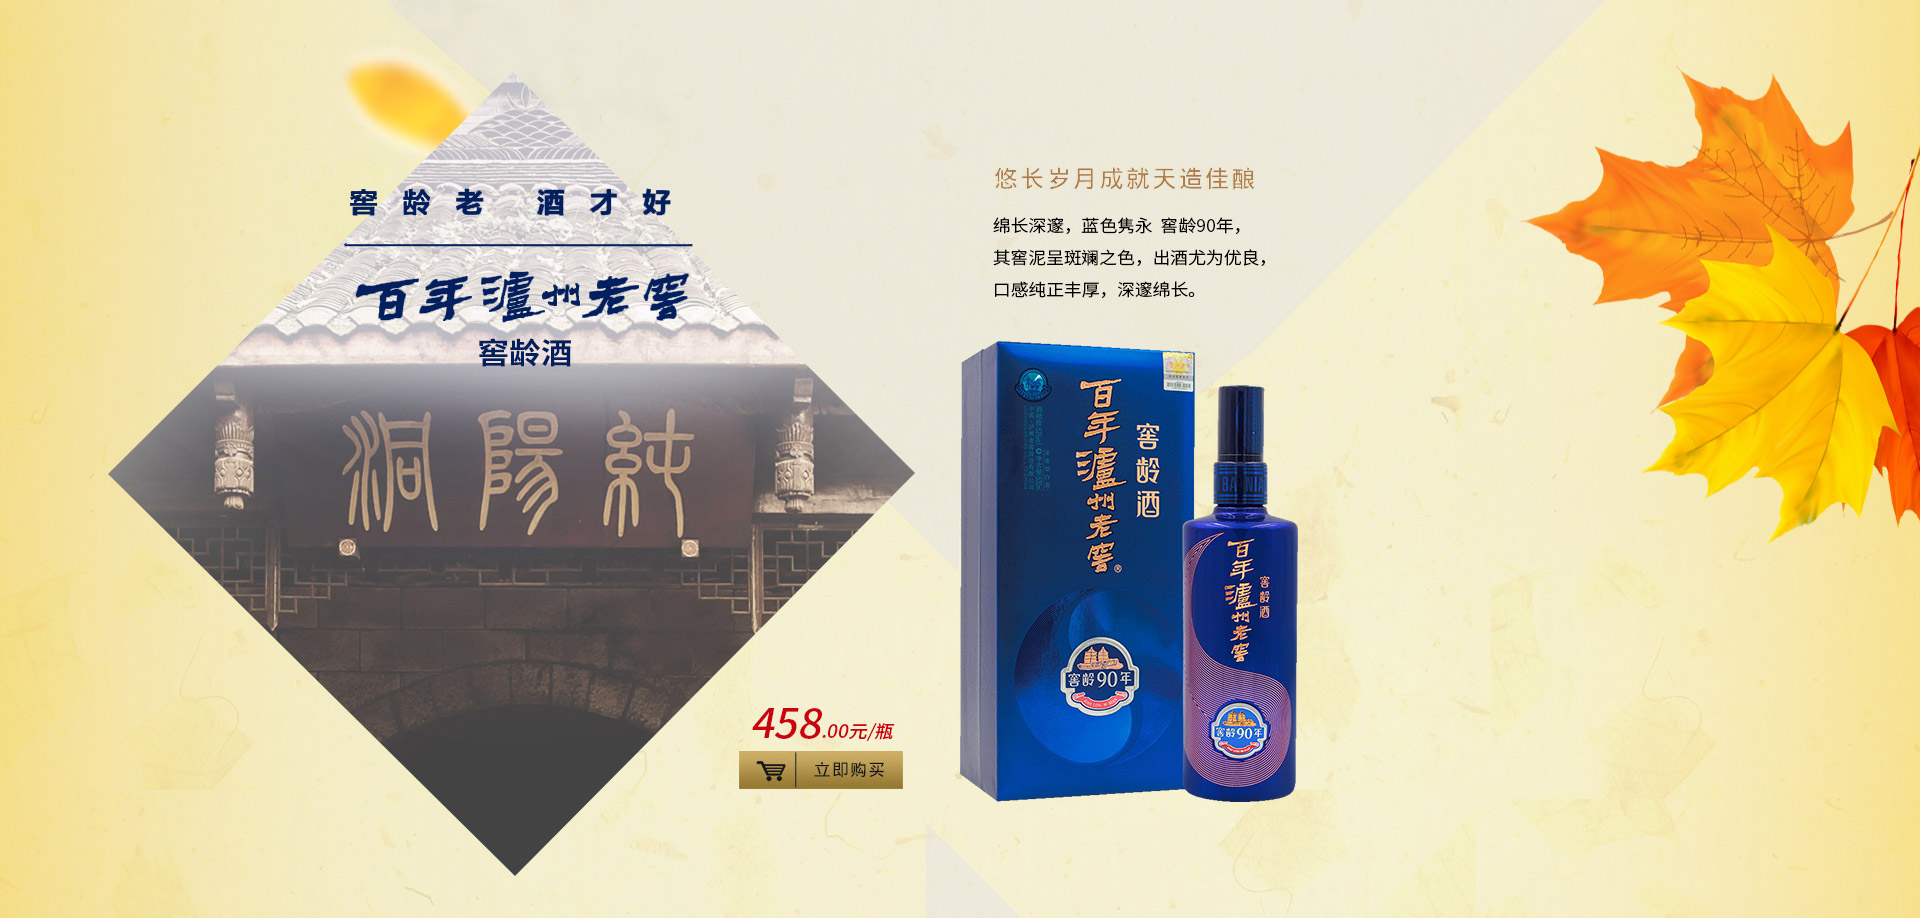 窖龄老 酒才好
百年泸州老窖
窖龄酒
洞陽純
悠长岁月成就天造佳酿
绵长深邃，蓝色隽永 窖龄90年，
其窖泥呈斑斓之色，出酒尤为优良，
口感纯正丰厚，深邃绵长。
458.00元/瓶
立即购买
百年泸州老窖®
窖龄酒
窖龄90年
百年泸州老窖
窖龄酒
窖龄90年